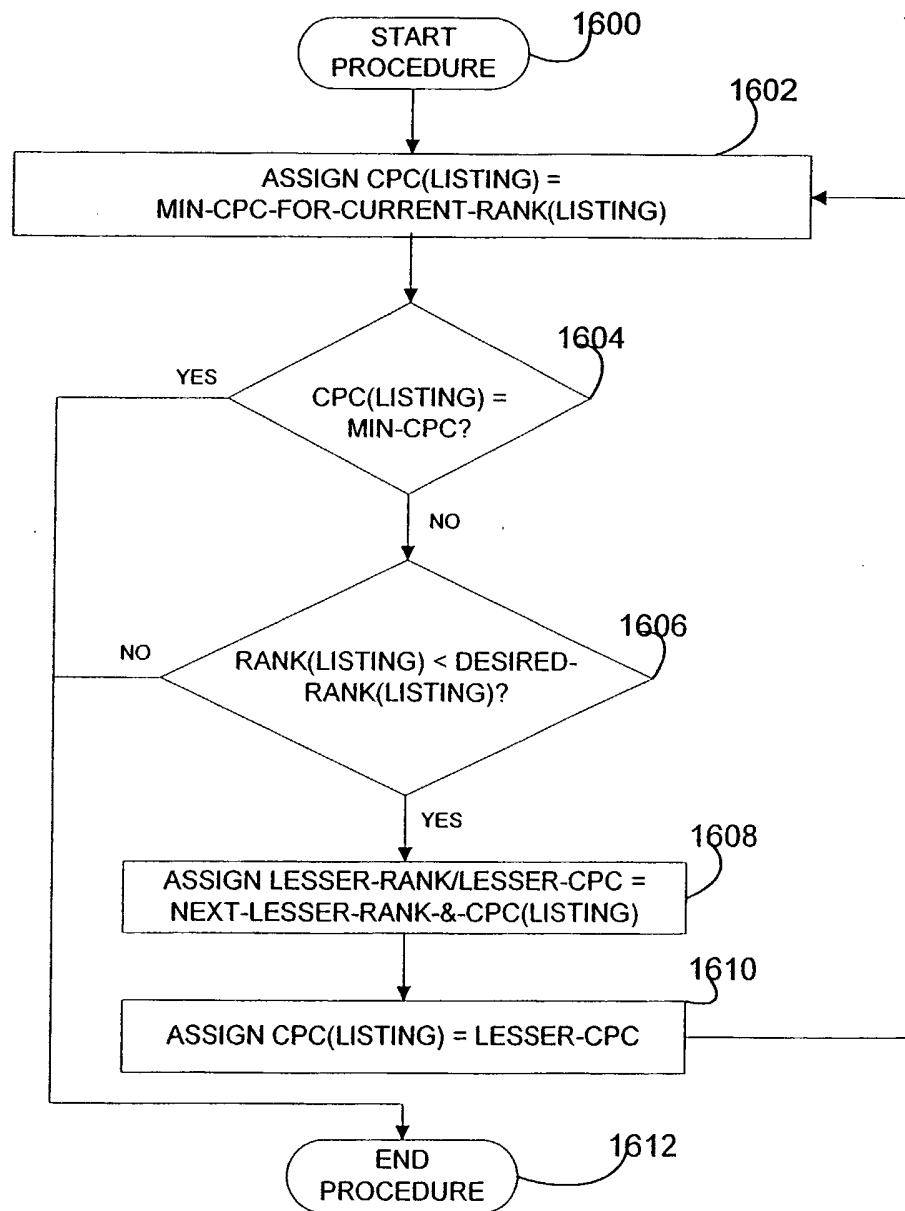 START
PROCEDURE
1600
1602
ASSIGN CPC(LISTING) =
MIN-CPC-FOR-CURRENT-RANK(LISTING)
1604
YES
CPC(LISTING) =
MIN-CPC?
NO
1606
NO
RANK(LISTING) < DESIRED-
RANK(LISTING)?
YES
1608
ASSIGN LESSER-RANK/LESSER-CPC =
NEXT-LESSER-RANK-&-CPC(LISTING)
1610
ASSIGN CPC(LISTING) = LESSER-CPC
1612
END
PROCEDURE